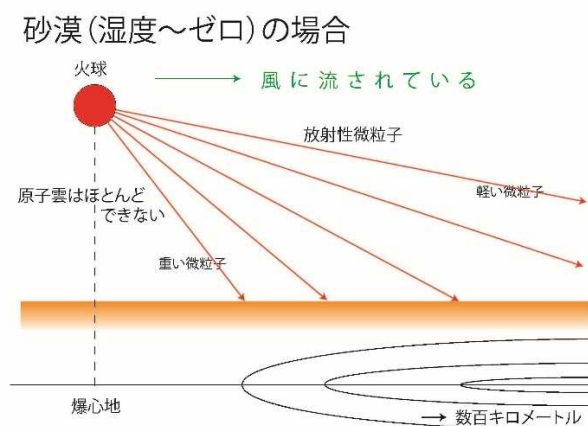 砂漠（湿度～ゼロ）の場合
火球
風に流されている
放射性微粒子
軽い微粒子
原子雲はほとんど
できない
重い微粒子
爆心地
→ 数百キロメートル